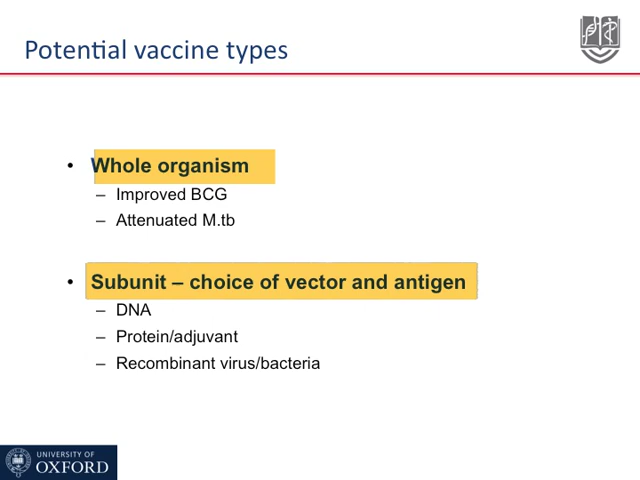 Potential vaccine types
• Whole organism
– Improved BCG
– Attenuated M.tb
• Subunit – choice of vector and antigen
– DNA
– Protein/adjuvant
– Recombinant virus/bacteria
UNIVERSITY OF
OXFORD